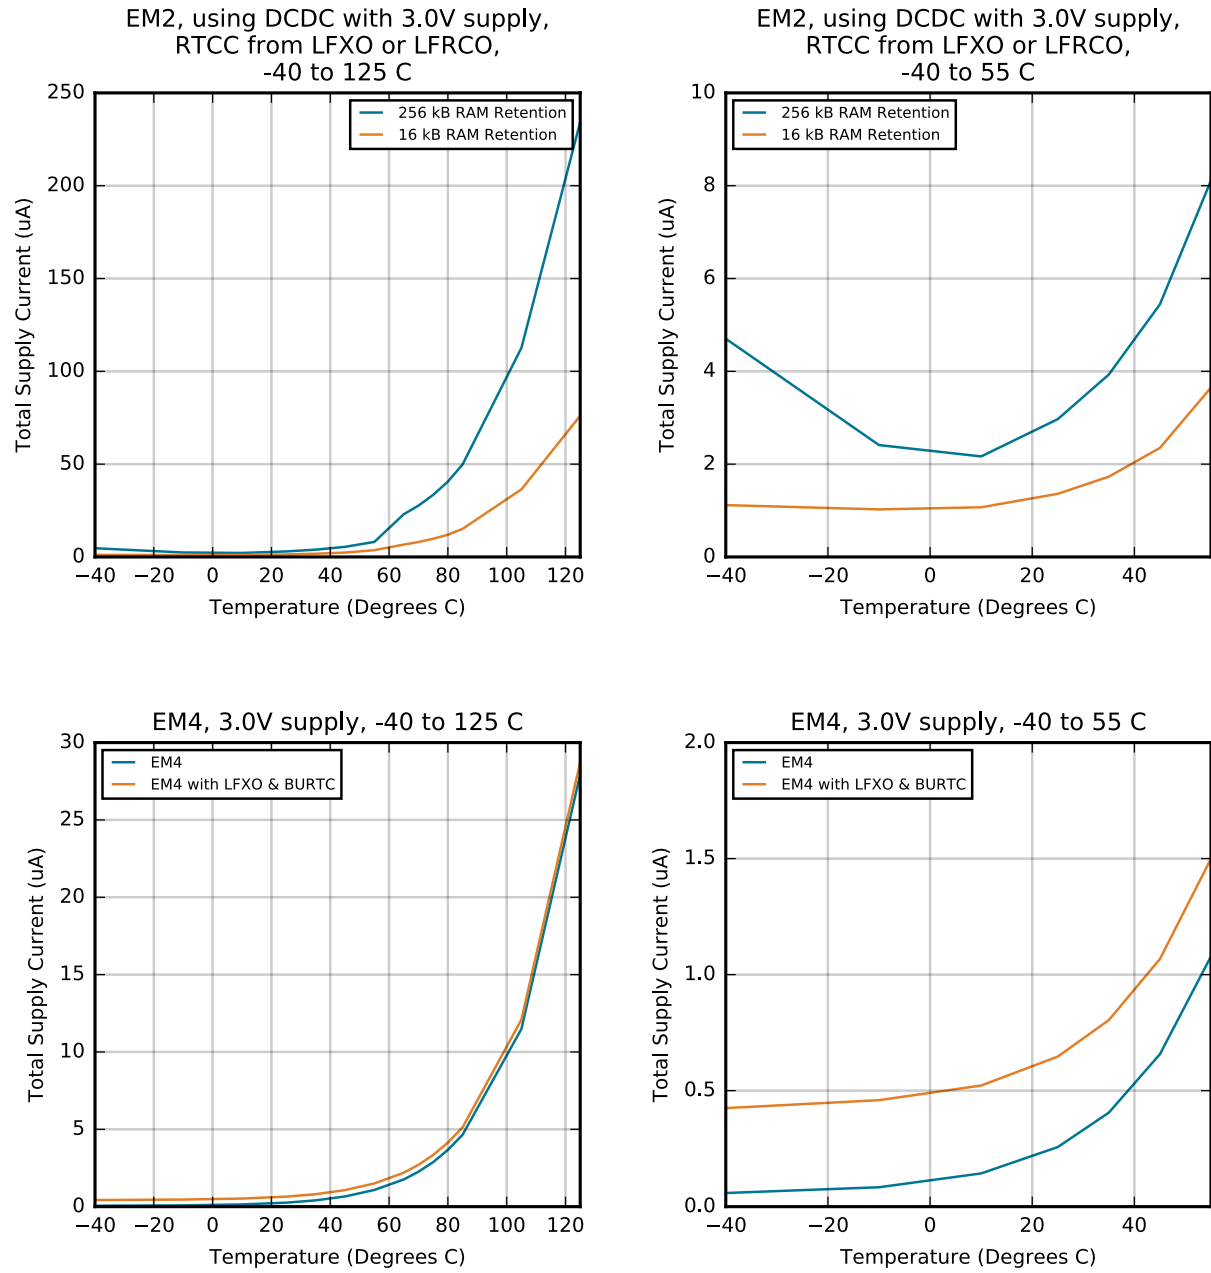 EM2, using DCDC with 3.0V supply,
RTCC from LFXO or LFRCO,
-40 to 125 C
250
200
150
100
50
0
Total Supply Current (uA)
256 kB RAM Retention
16 kB RAM Retention
−40 −20 0 20 40 60 80 100 120
Temperature (Degrees C)
EM2, using DCDC with 3.0V supply,
RTCC from LFXO or LFRCO,
-40 to 55 C
10
8
6
4
2
0
Total Supply Current (uA)
256 kB RAM Retention
16 kB RAM Retention
−40 −20 0 20 40
Temperature (Degrees C)
EM4, 3.0V supply, -40 to 125 C
30
25
20
15
10
5
0
Total Supply Current (uA)
EM4
EM4 with LFXO & BURTC
−40 −20 0 20 40 60 80 100 120
Temperature (Degrees C)
EM4, 3.0V supply, -40 to 55 C
2.0
1.5
1.0
0.5
0.0
Total Supply Current (uA)
EM4
EM4 with LFXO & BURTC
−40 −20 0 20 40
Temperature (Degrees C)